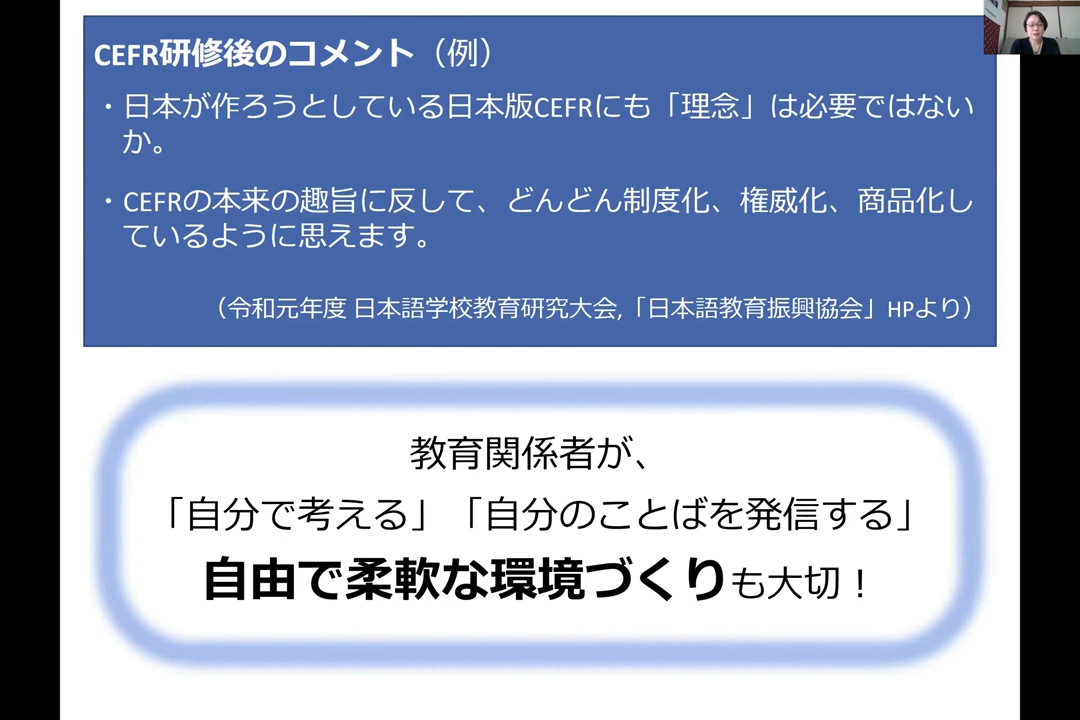 CEFR研修後のコメント（例）
・日本が作ろうとしている日本版CEFRにも「理念」は必要ではない
か。
・CEFRの本来の趣旨に反して、どんどん制度化、権威化、商品化し
ているように思えます。
（令和元年度 日本語学校教育研究大会,「日本語教育振興協会」HPより）
教育関係者が、
「自分で考える」「自分のことばを発信する」
自由で柔軟な環境づくりも大切！